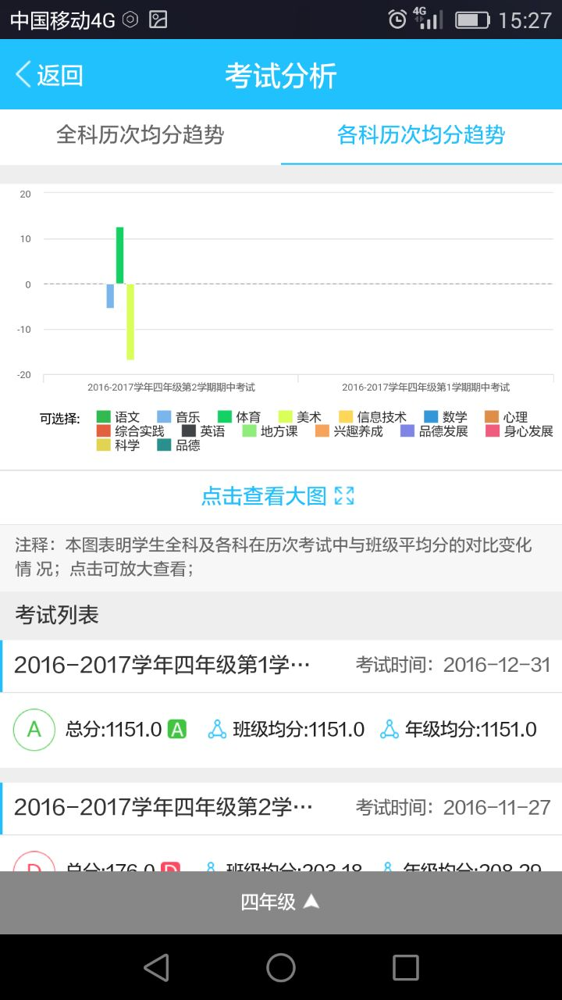 中国移动4G 4G 15:27
返回 考试分析
全科历次均分趋势 各科历次均分趋势
20
10
0
-10
-20
2016-2017学年四年级第2学期期中考试 2016-2017学年四年级第1学期期中考试
可选择: 语文 音乐 体育 美术 信息技术 数学 心理
综合实践 英语 地方课 兴趣养成 品德发展 身心发展
科学 品德
点击查看大图
注释：本图表明学生全科及各科在历次考试中与班级平均分的对比变化
情 况；点击可放大查看；
考试列表
2016-2017学年四年级第1学… 考试时间：2016-12-31
A 总分:1151.0 A 班级均分:1151.0 年级均分:1151.0
2016-2017学年四年级第2学… 考试时间：2016-11-27
D 总分:176.0 D 班级均分:203.18 年级均分:208.29
四年级